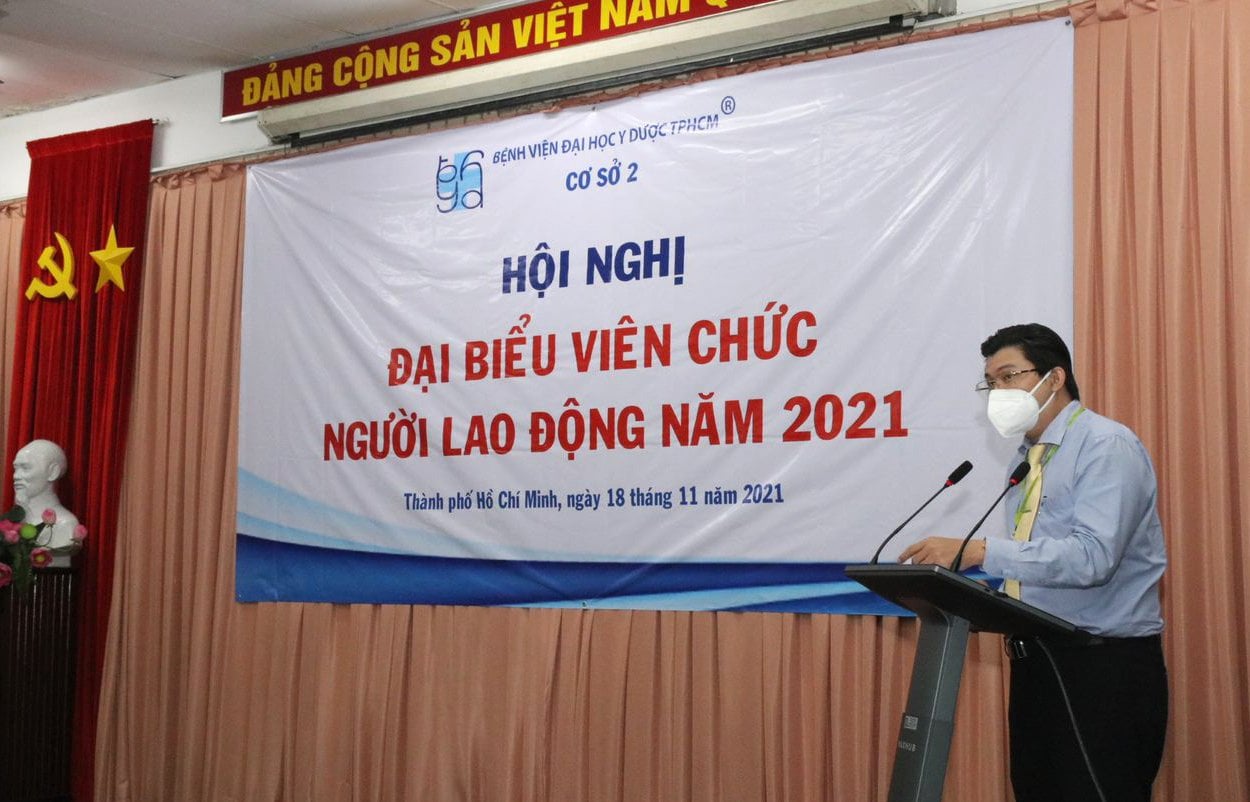 ĐẢNG CỘNG SẢN VIỆT NAM
BỆNH VIỆN ĐẠI HỌC Y DƯỢC TPHCM ®
CƠ SỞ 2
HỘI NGHỊ
ĐẠI BIỂU VIÊN CHỨC
NGƯỜI LAO ĐỘNG NĂM 2021
Thành phố Hồ Chí Minh, ngày 18 tháng 11 năm 2021